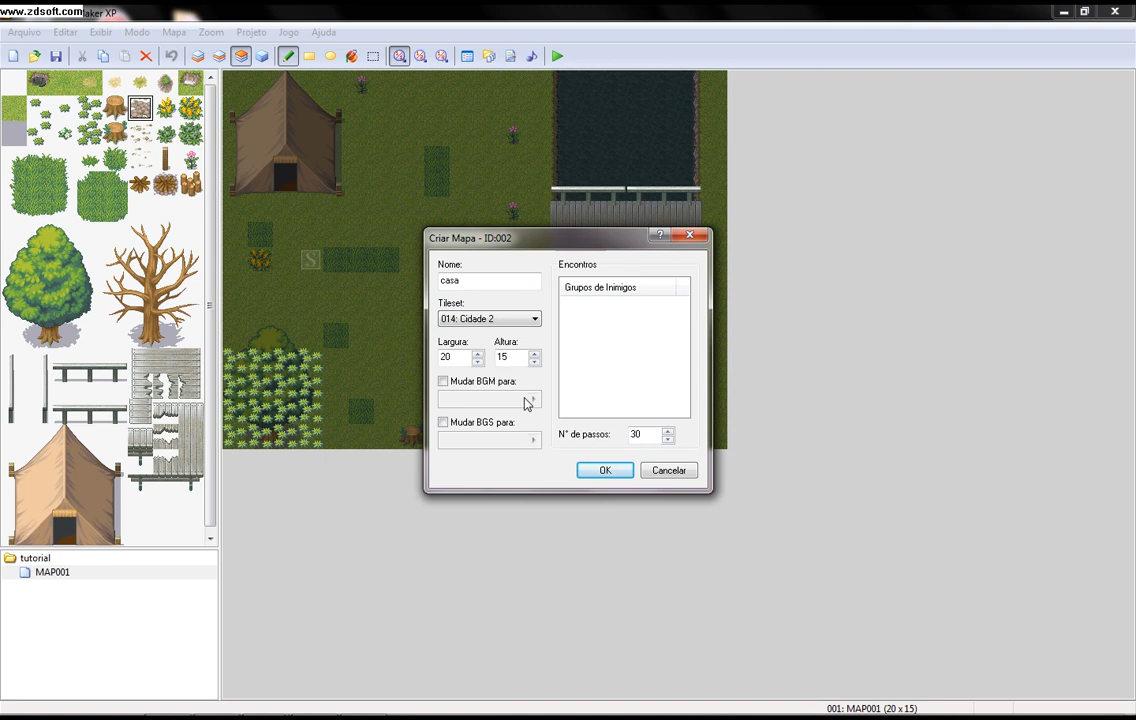 www.zdsoft.com
aker XP
Arquivo Editar Exibir Modo Mapa Zoom Projeto Jogo Ajuda
S
Criar Mapa - ID:002
?
Nome:
casa
Tileset:
014: Cidade 2
Largura: Altura:
20 15
Mudar BGM para:
Mudar BGS para:
Encontros
Grupos de Inimigos
N° de passos: 30
OK Cancelar
tutorial
MAP001
001: MAP001 (20 x 15)